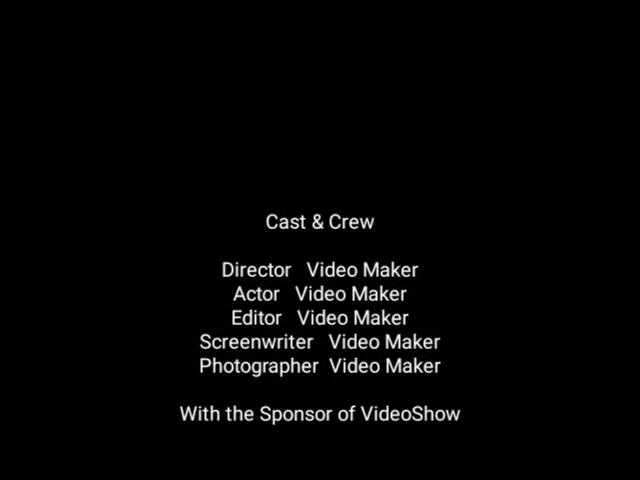 Cast & Crew
Director Video Maker
Actor Video Maker
Editor Video Maker
Screenwriter Video Maker
Photographer Video Maker
With the Sponsor of VideoShow